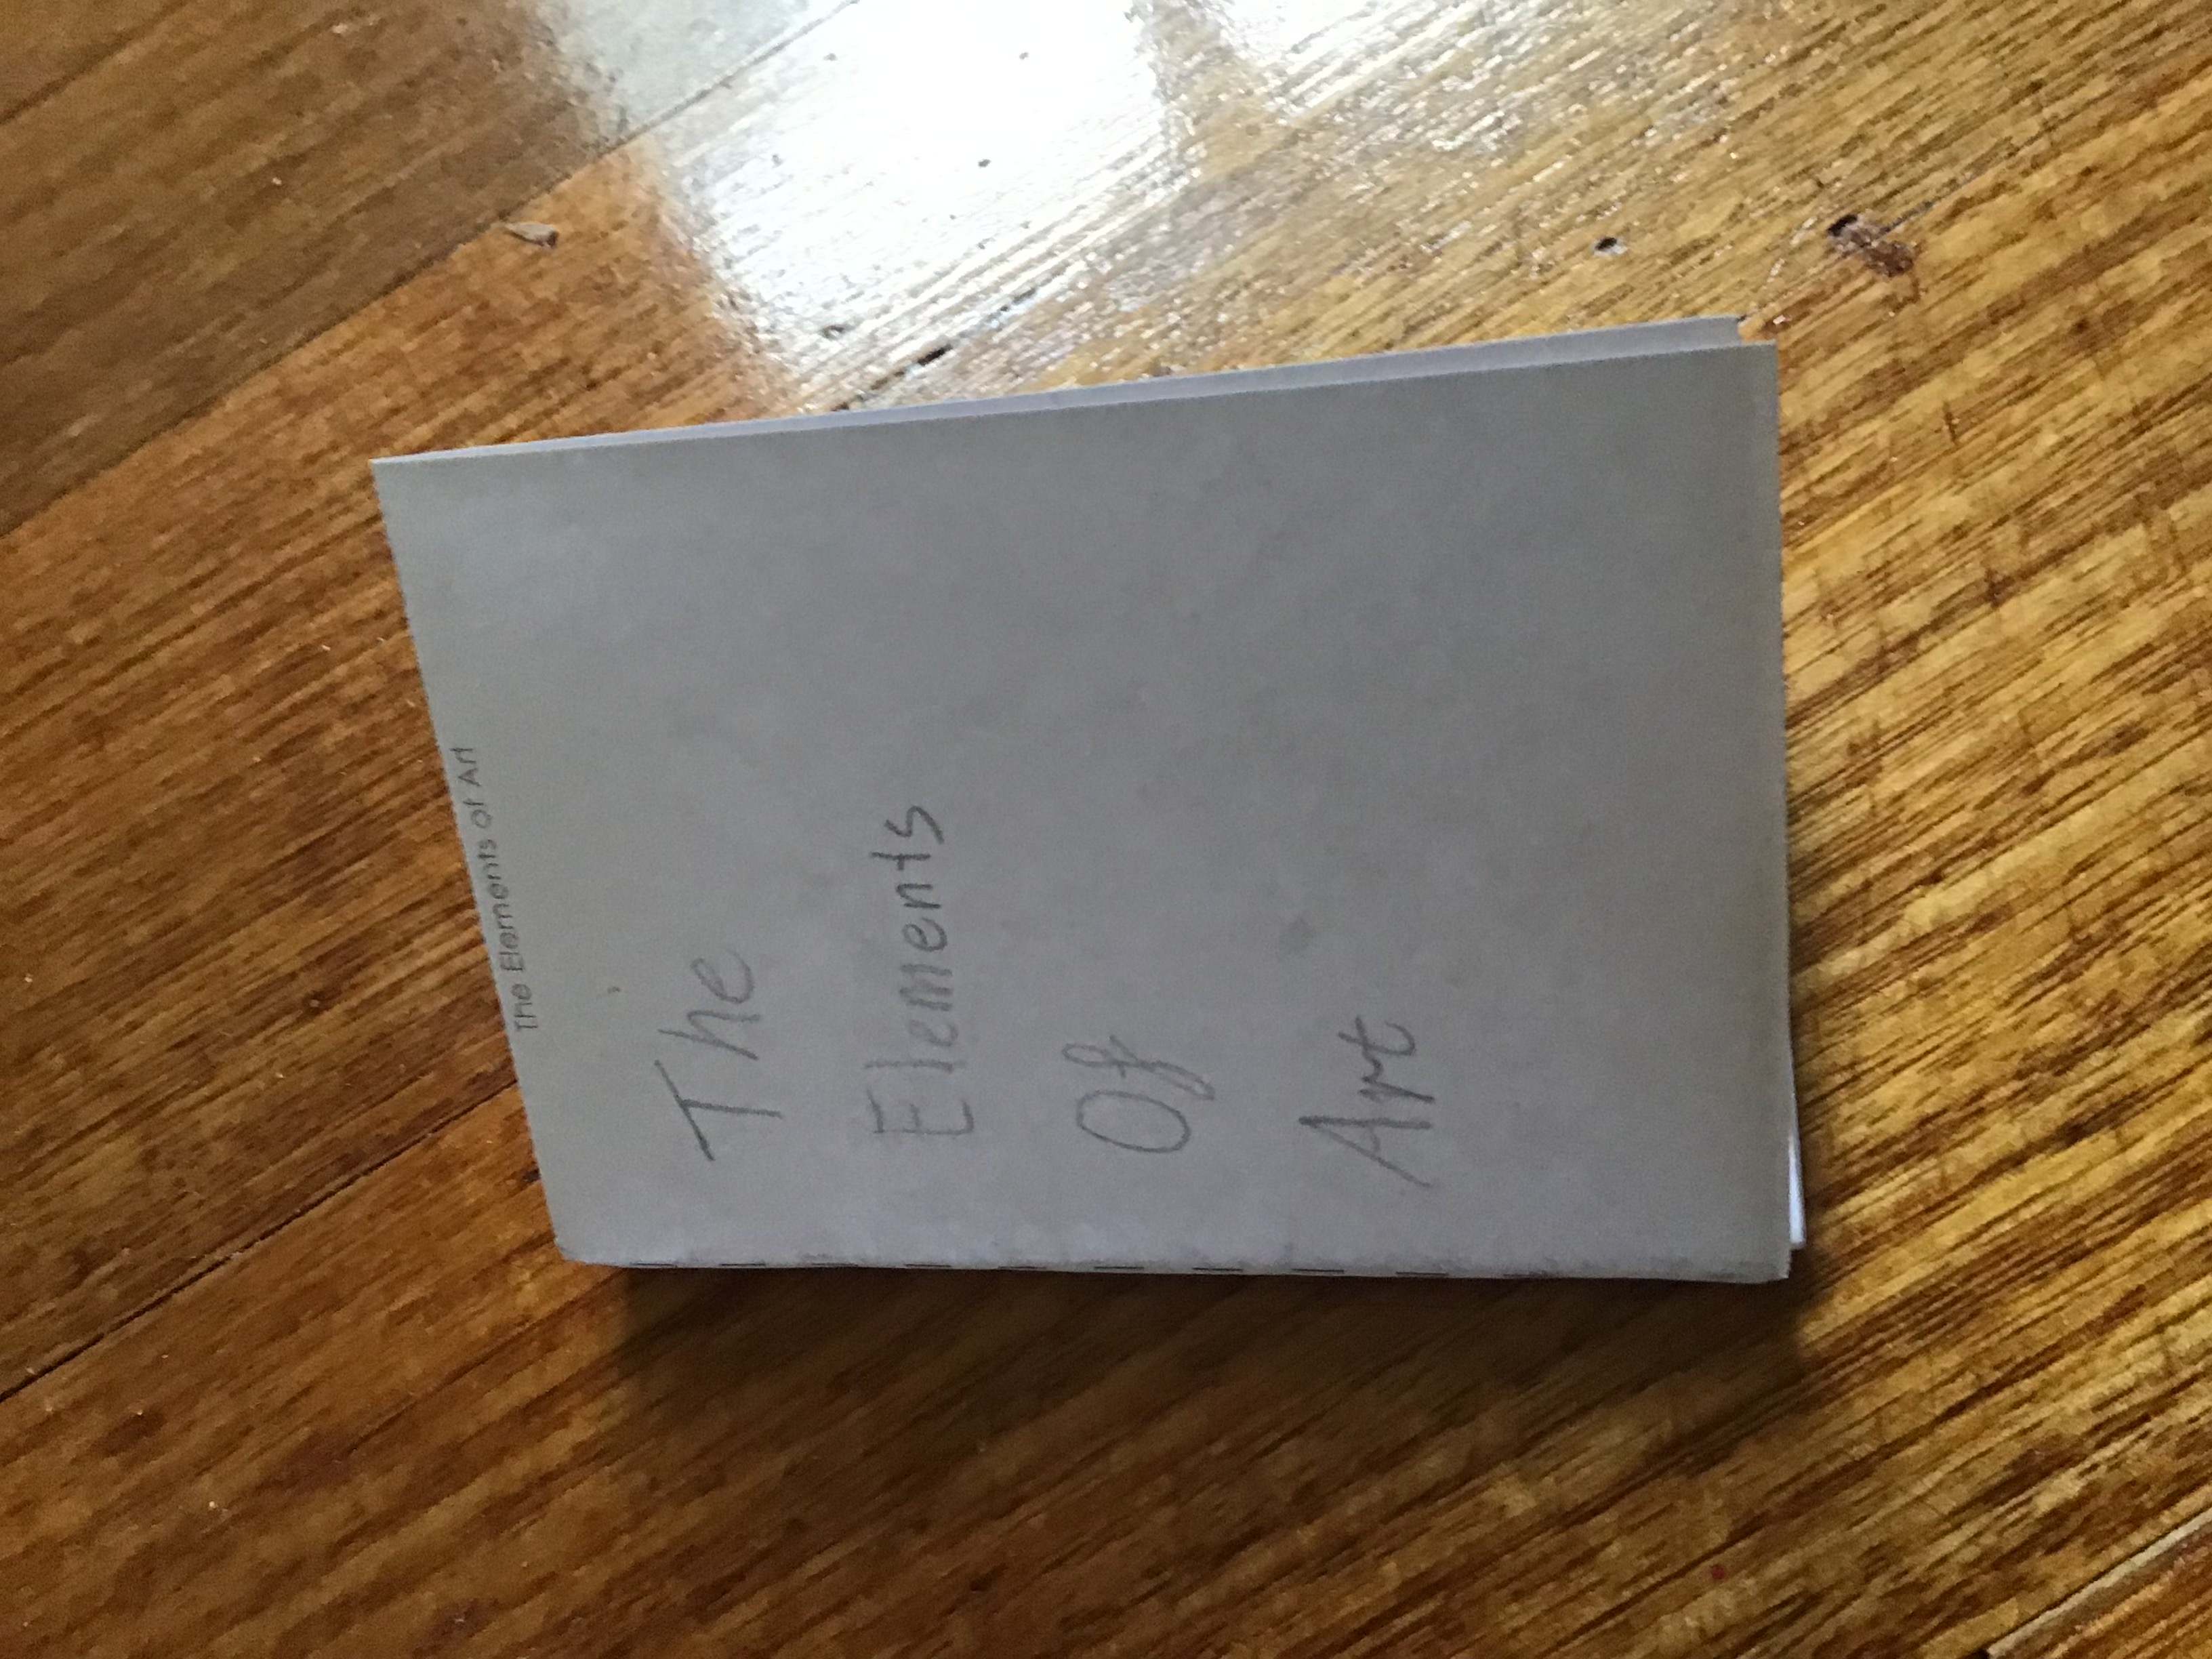 The Elements of Art
The
Elements
Of
Art